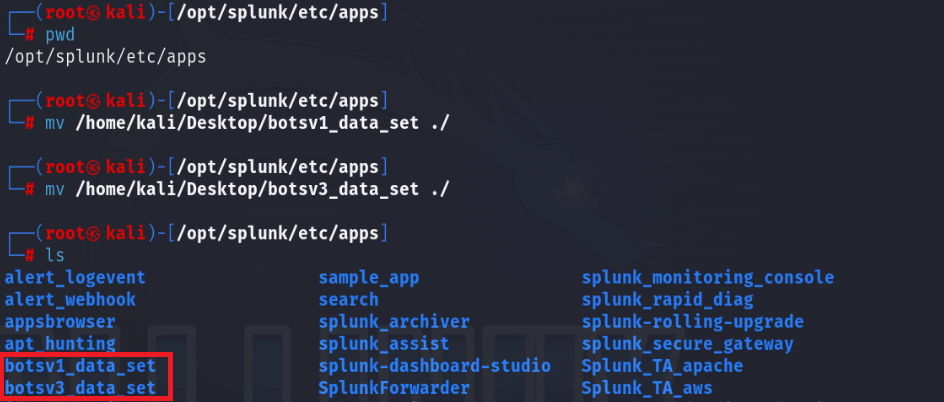 ┌──(root㉿kali)-[/opt/splunk/etc/apps]
└─# pwd
/opt/splunk/etc/apps
┌──(root㉿kali)-[/opt/splunk/etc/apps]
└─# mv /home/kali/Desktop/botsv1_data_set ./
┌──(root㉿kali)-[/opt/splunk/etc/apps]
└─# mv /home/kali/Desktop/botsv3_data_set ./
┌──(root㉿kali)-[/opt/splunk/etc/apps]
└─# ls
alert_logevent sample_app splunk_monitoring_console
alert_webhook search splunk_rapid_diag
appsbrowser splunk_archiver splunk-rolling-upgrade
apt_hunting splunk_assist splunk_secure_gateway
botsv1_data_set splunk-dashboard-studio Splunk_TA_apache
botsv3_data_set SplunkForwarder Splunk_TA_aws